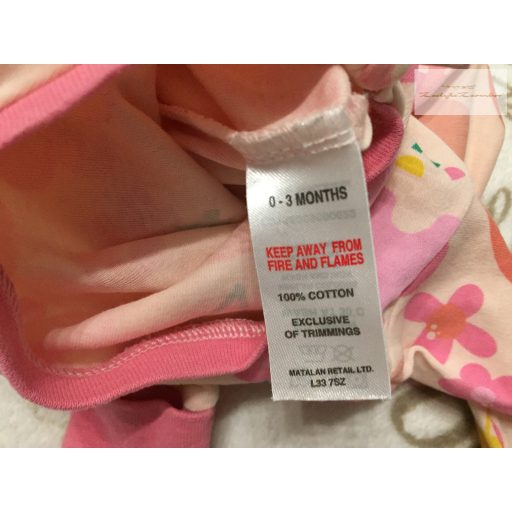 0 - 3 MONTHS
KEEP AWAY FROM
FIRE AND FLAMES
100% COTTON
EXCLUSIVE
OF TRIMMINGS
MATALAN RETAIL LTD.
L33 7SZ